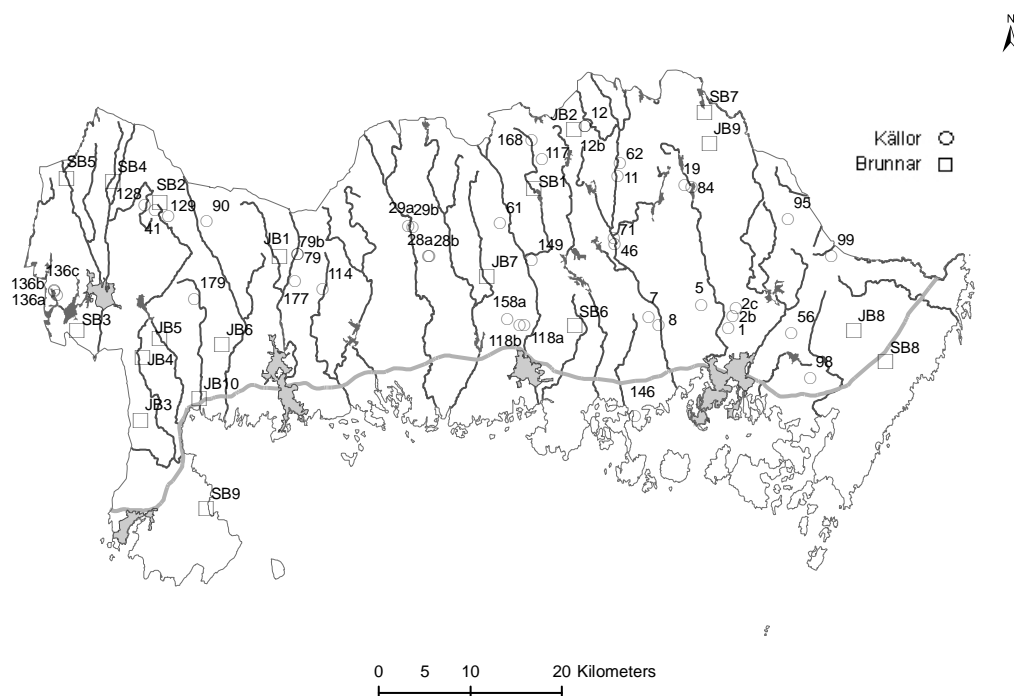 N
Källor
Brunnar
SB7
JB2
12
JB9
168
12b
117
62
SB5
SB4
11
19
SB1
84
128
SB2
129
90
41
29a
29b
61
95
71
JB1
79b
28a
28b
46
99
79
149
136c
136b
136a
179
177
114
JB7
158a
7
5
2c
2b
SB3
JB5
JB6
118b
118a
SB6
8
1
56
JB8
JB4
SB8
98
JB10
JB3
146
SB9
0 5 10 20 Kilometers